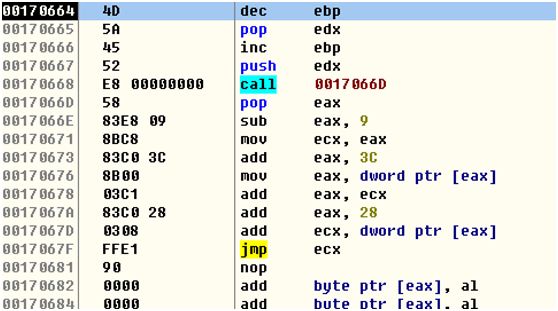 00170664 4D dec ebp
00170665 5A pop edx
00170666 45 inc ebp
00170667 52 push edx
00170668 E8 00000000 call 0017066D
0017066D 58 pop eax
0017066E 83E8 09 sub eax, 9
00170671 8BC8 mov ecx, eax
00170673 83C0 3C add eax, 3C
00170676 8B00 mov eax, dword ptr [eax]
00170678 03C1 add eax, ecx
0017067A 83C0 28 add eax, 28
0017067D 0308 add ecx, dword ptr [eax]
0017067F FFE1 jmp ecx
00170681 90 nop
00170682 0000 add byte ptr [eax], al
00170684 0000 add byte ptr [eax], al